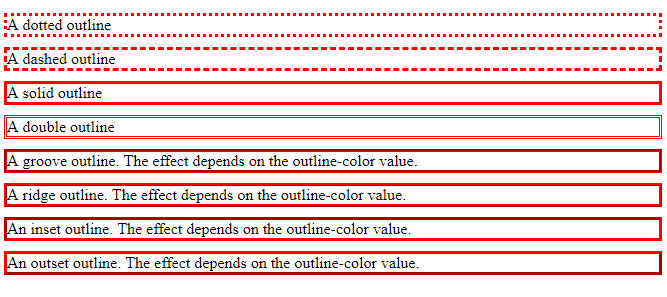 A dotted outline
A dashed outline
A solid outline
A double outline
A groove outline. The effect depends on the outline-color value.
A ridge outline. The effect depends on the outline-color value.
An inset outline. The effect depends on the outline-color value.
An outset outline. The effect depends on the outline-color value.